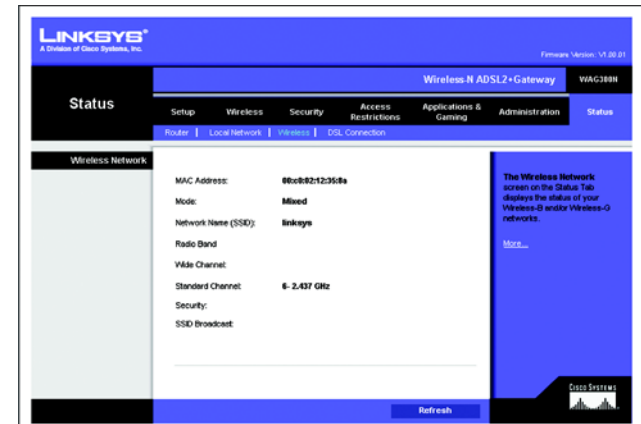 LINKSYS®
A Division of Cisco Systems, Inc.
Firmware Version: V1.00.01
Wireless-N ADSL2+Gateway WAG300N
Status
Setup Wireless Security Access Restrictions Applications & Gaming Administration Status
Router | Local Network | Wireless | DSL Connection
Wireless Network
MAC Address: 00:c0:02:12:35:8a
Mode: Mixed
Network Name (SSID): linksys
Radio Band
Wide Channel:
Standard Channel: 6- 2.437 GHz
Security:
SSID Broadcast:
The Wireless Network
screen on the Status Tab
displays the status of your
Wireless-B and/or Wireless-G
networks.
More...
CISCO SYSTEMS
Refresh